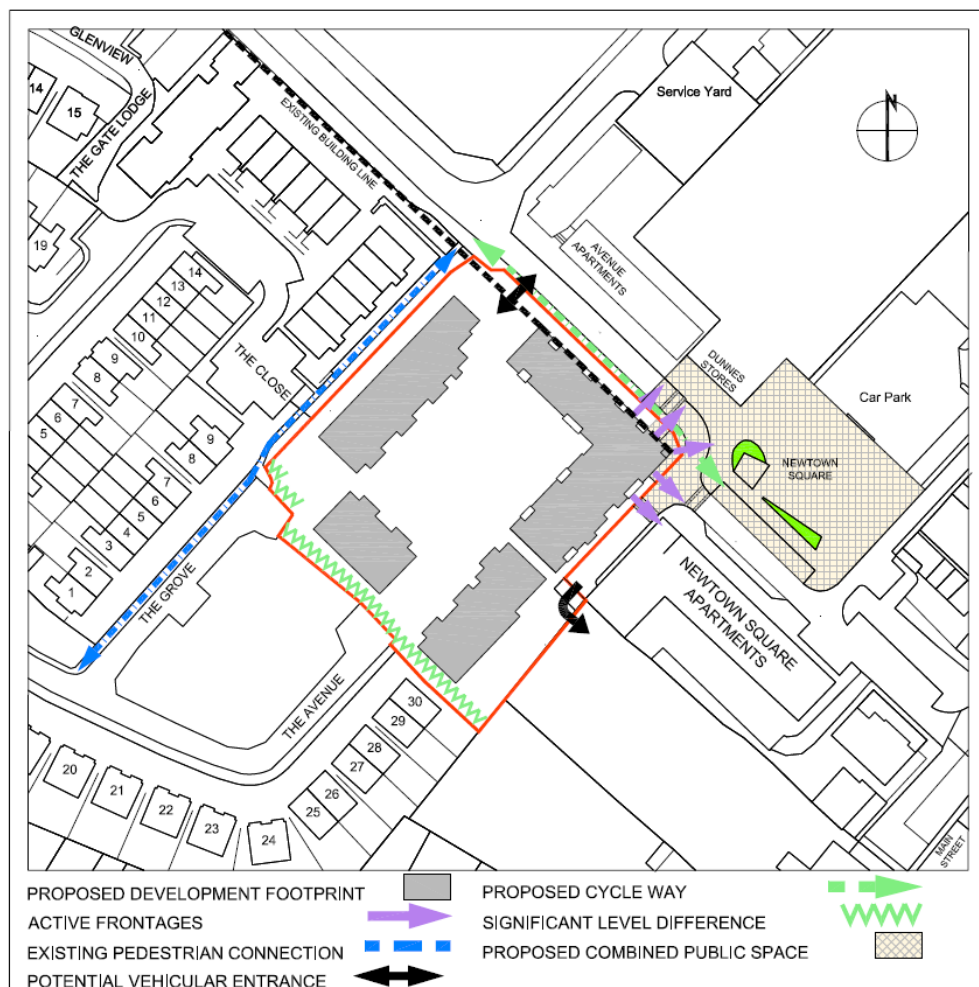 GLENVIEW
14
15
THE GATE LODGE
EXISTING BUILDING LINE
Service Yard
N
19
AVENUE
APARTMENTS
14
13
12
11
10
9
8
THE CLOSE
DUNNES
STORES
Car Park
7
6
5
9
8
NEWTOWN
SQUARE
7
6
5
4
3
2
1
THE GROVE
NEWTOWN SQUARE
APARTMENTS
THE AVENUE
30
29
28
27
26
25
20
21
22
23
24
MAIN
STREET
PROPOSED DEVELOPMENT FOOTPRINT
ACTIVE FRONTAGES
EXISTING PEDESTRIAN CONNECTION
POTENTIAL VEHICULAR ENTRANCE
PROPOSED CYCLE WAY
SIGNIFICANT LEVEL DIFFERENCE
PROPOSED COMBINED PUBLIC SPACE